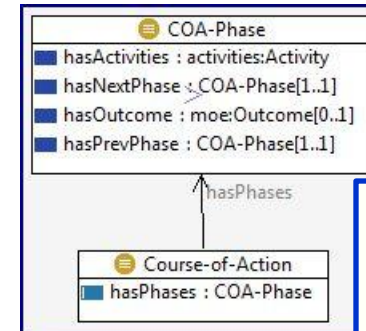 COA-Phase
hasActivities : activities:Activity
hasNextPhase : COA-Phase[1..1]
hasOutcome : moe:Outcome[0..1]
hasPrevPhase : COA-Phase[1..1]
hasPhases
Course-of-Action
hasPhases : COA-Phase